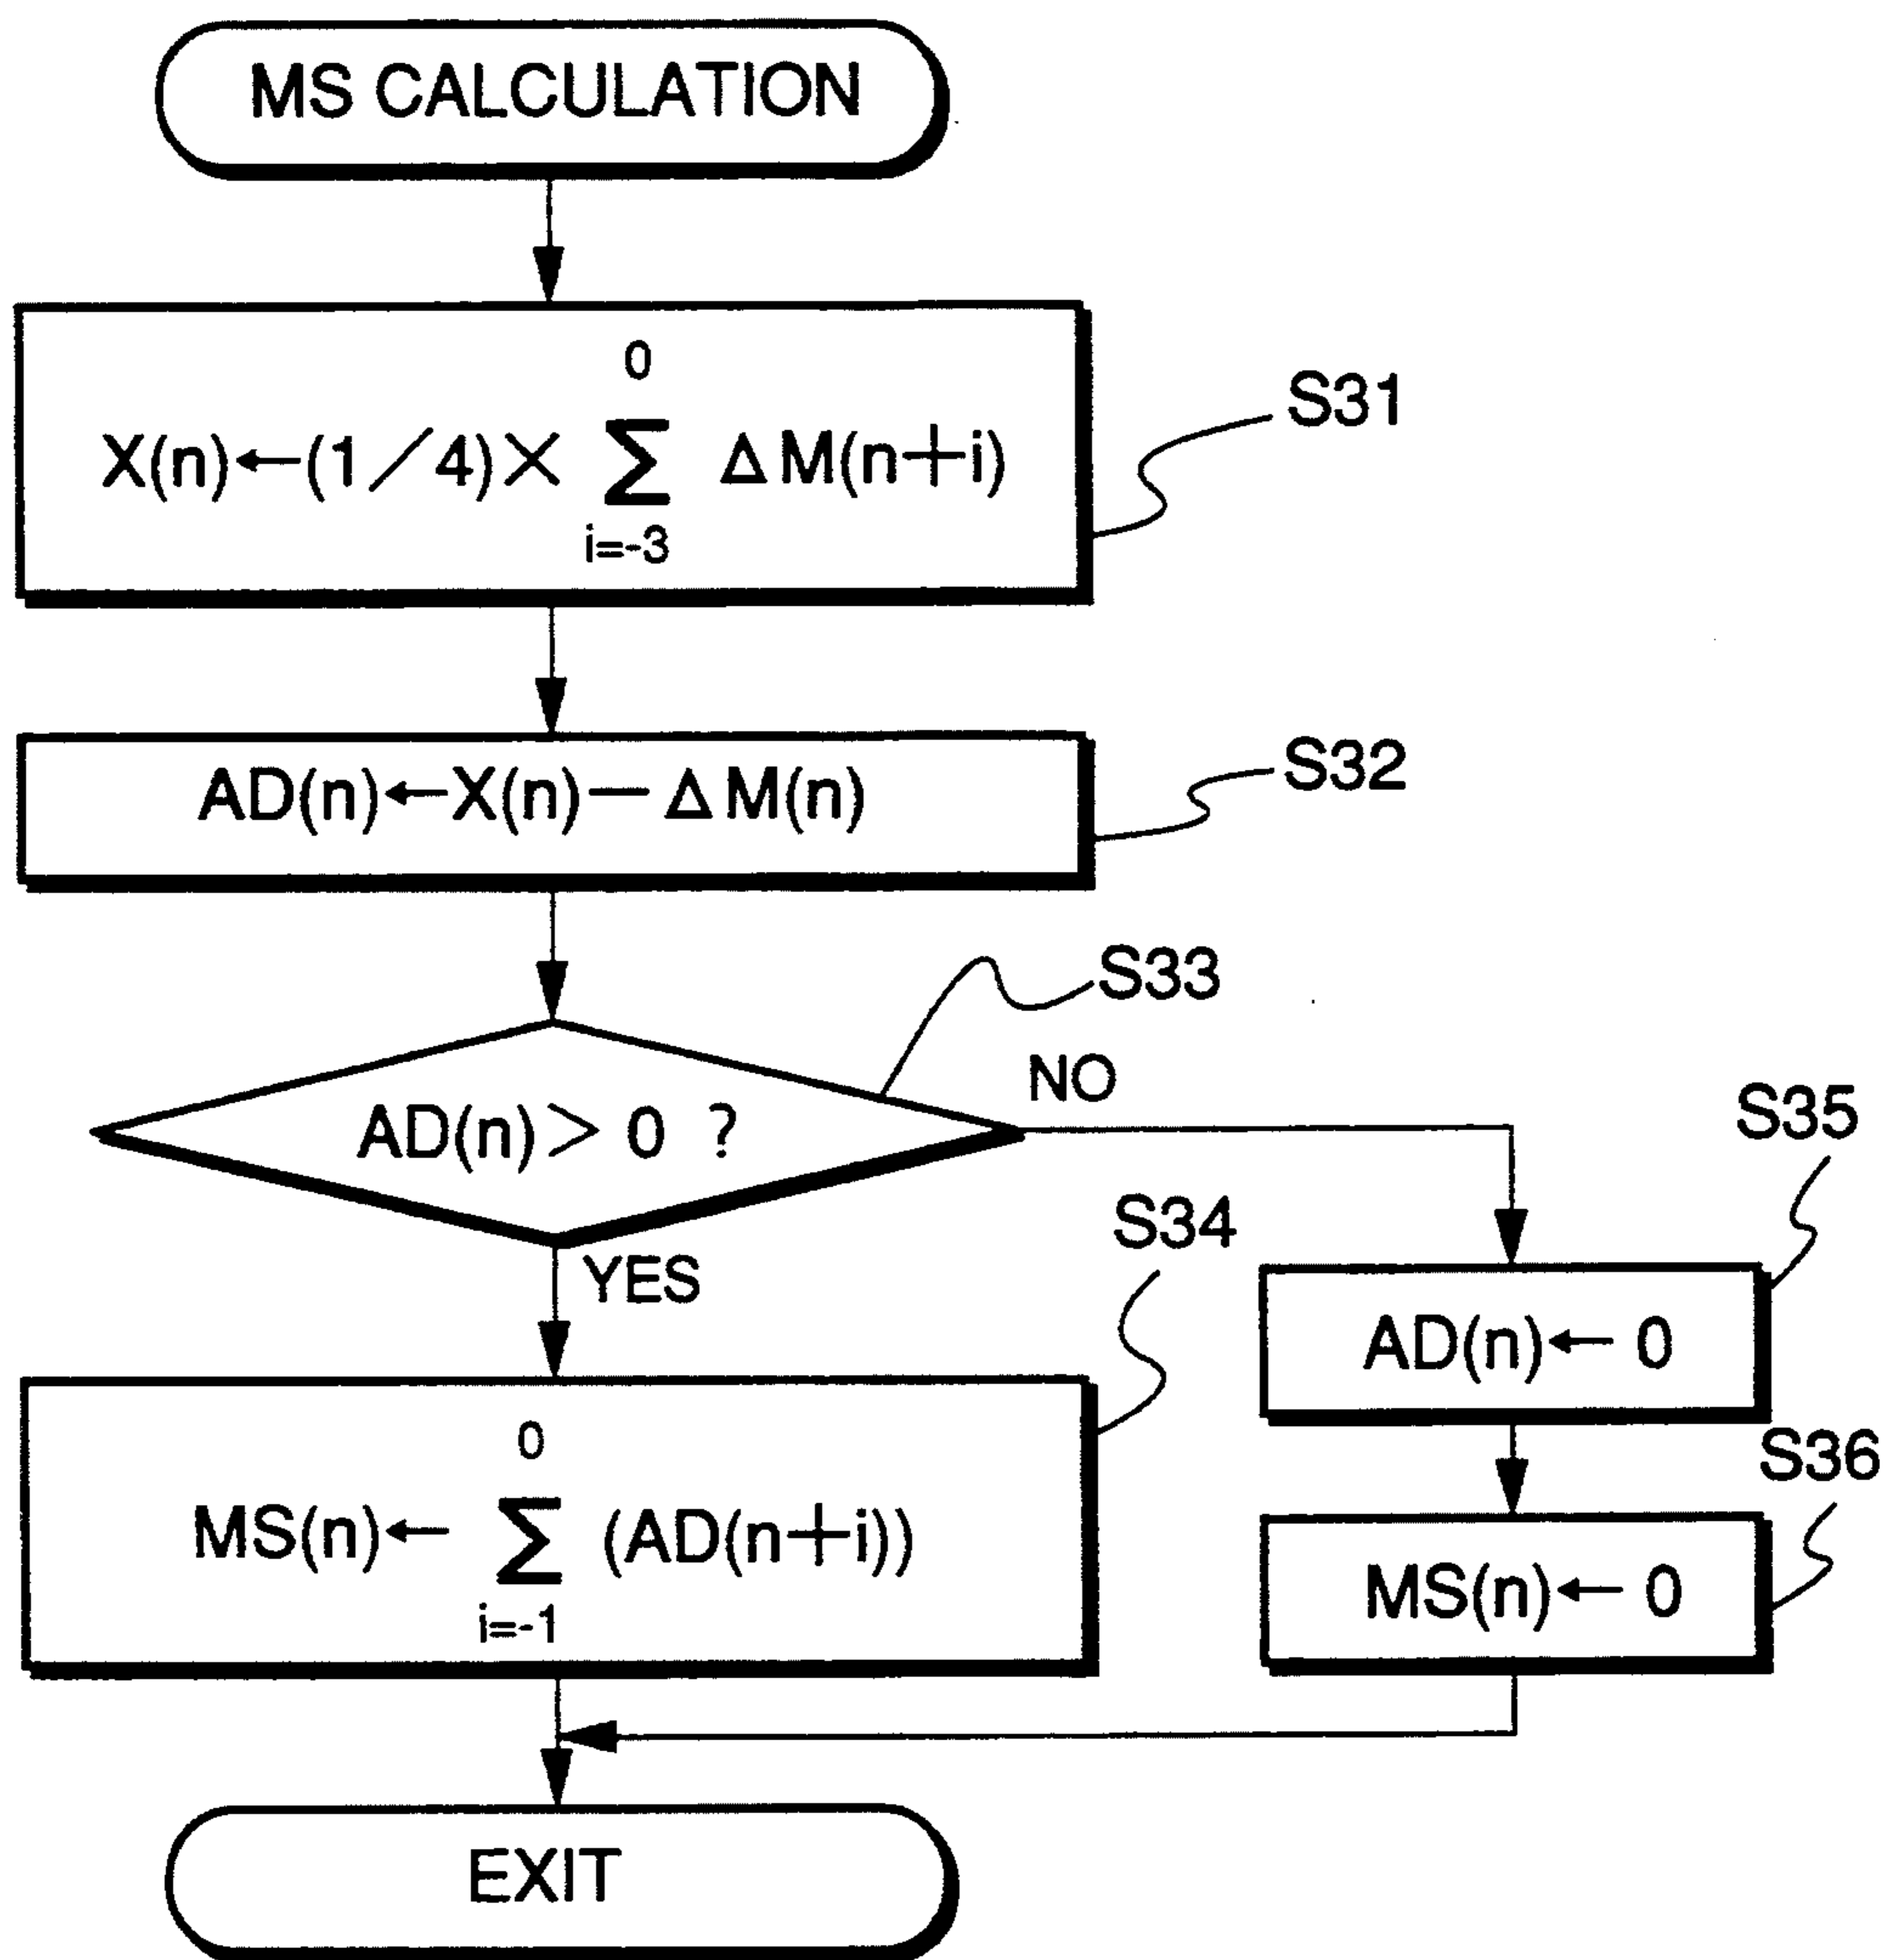 MS CALCULATION
0
X(n)←(1/4)× Σ ΔM(n+i)
i=-3
S31
AD(n)←X(n)-ΔM(n)
S32
S33
AD(n)> 0 ?
NO
YES
S35
AD(n)← 0
S34
0
MS(n)← Σ (AD(n+i))
i=-1
S36
MS(n)← 0
EXIT